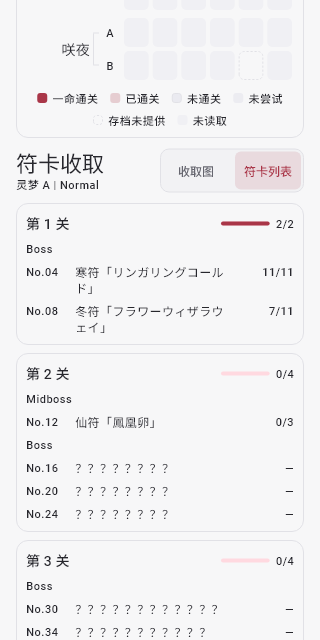 A
咲夜
B
一命通关 已通关 未通关 未尝试
存档未提供 未读取
符卡收取
灵梦 A | Normal
收取图 符卡列表
第 1 关 2/2
Boss
No.04 寒符「リンガリングコール 11/11
ド」
No.08 冬符「フラワーウィザラウ 7/11
ェイ」
第 2 关 0/4
Midboss
No.12 仙符「鳳凰卵」 0/3
Boss
No.16 ？？？？？？？？ –
No.20 ？？？？？？？？ –
No.24 ？？？？？？？？ –
第 3 关 0/4
Boss
No.30 ？？？？？？？？？？？？ –
No.34 ？？？？？？？？？？？ –